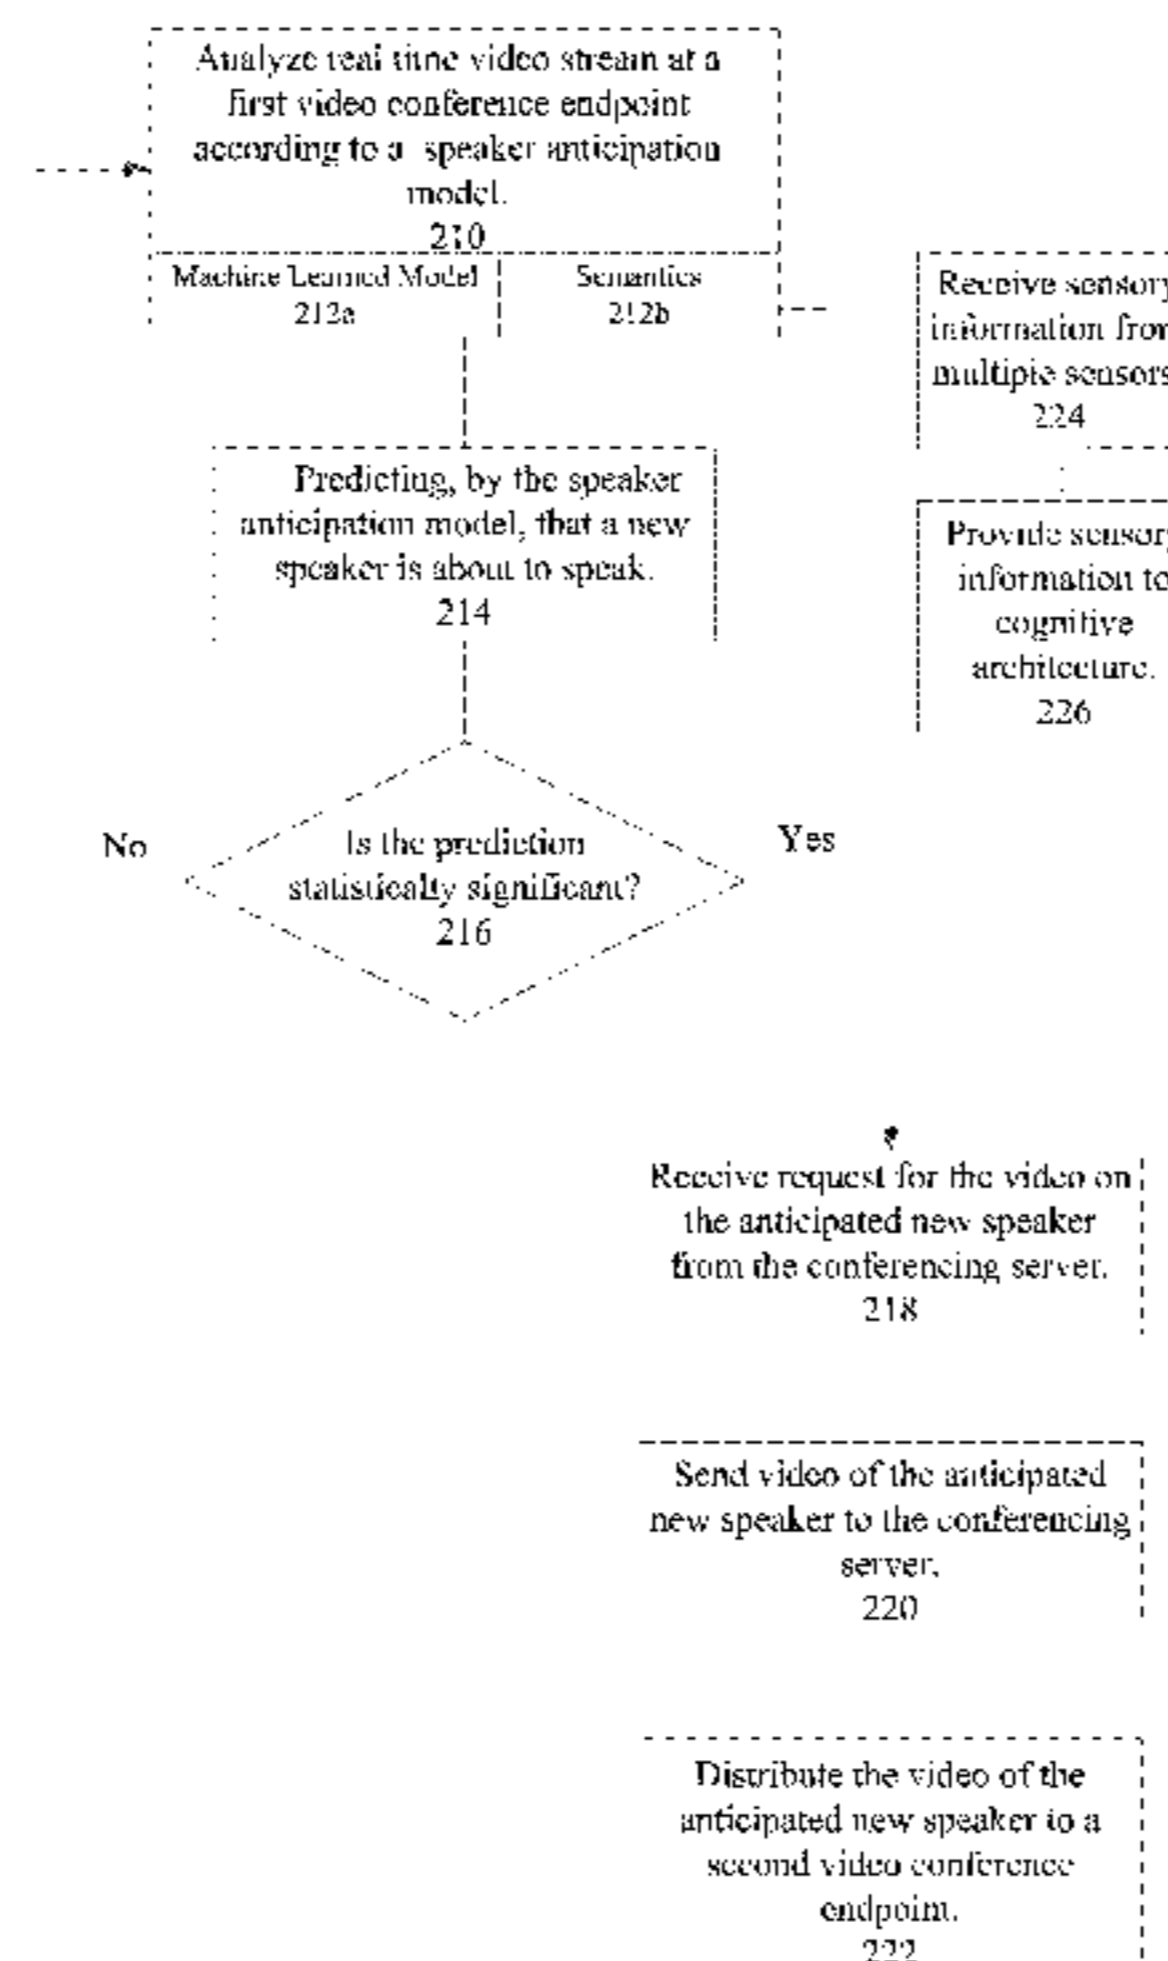 Analyze real time video stream at a
first video conference endpoint
according to a speaker anticipation
model.
210
Machine Learned Model
212a
Semantics
212b
Predicting, by the speaker
anticipation model, that a new
speaker is about to speak.
214
No
Is the prediction
statistically significant?
216
Yes
Receive request for the video on
the anticipated new speaker
from the conferencing server.
218
Send video of the anticipated
new speaker to the conferencing
server.
220
Distribute the video of the
anticipated new speaker to a
second video conference
endpoint.
222
Receive sensory
information from
multiple sensors
224
Provide sensory
information to
cognitive
architecture.
226